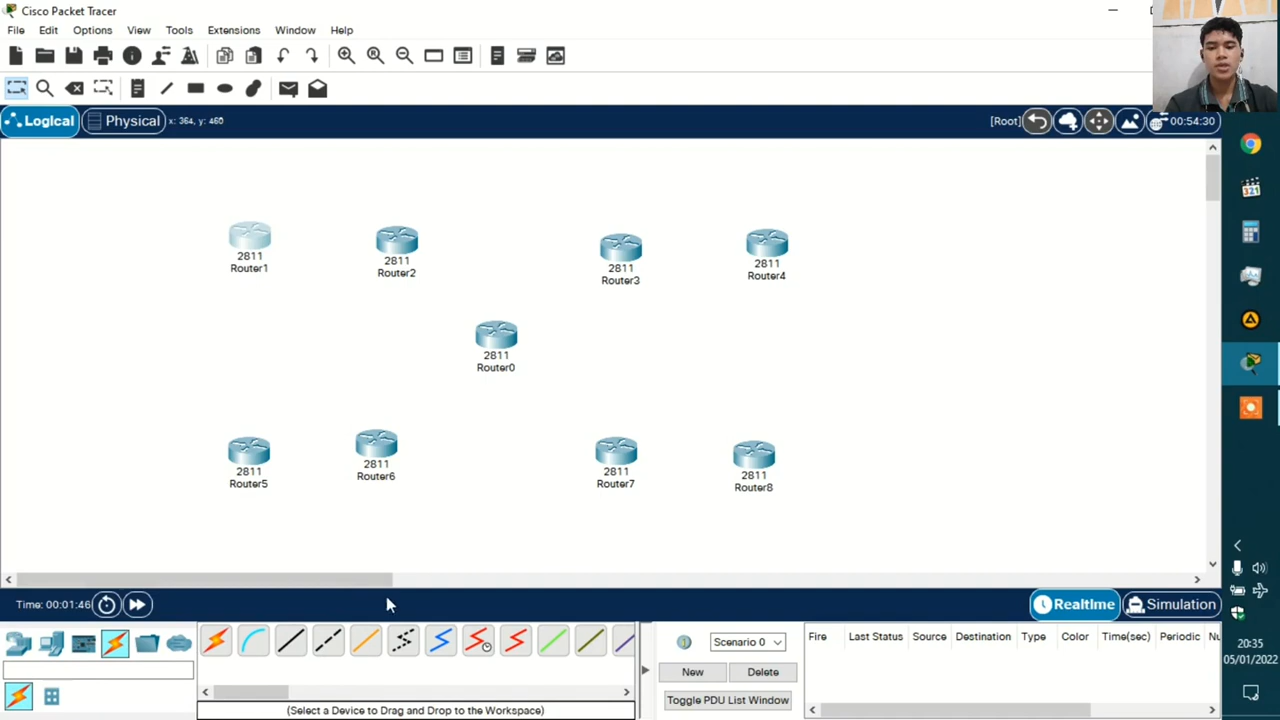 Cisco Packet Tracer
File Edit Options View Tools Extensions Window Help
Logical Physical x: 364, y: 460 [Root] 00:54:30
2811
Router1
2811
Router2
2811
Router3
2811
Router4
2811
Router0
2811
Router5
2811
Router6
2811
Router7
2811
Router8
Time: 00:01:46 Realtime Simulation
Scenario 0
New Delete
Toggle PDU List Window
Fire Last Status Source Destination Type Color Time(sec) Periodic Nu
(Select a Device to Drag and Drop to the Workspace)
321
20:35
05/01/2022